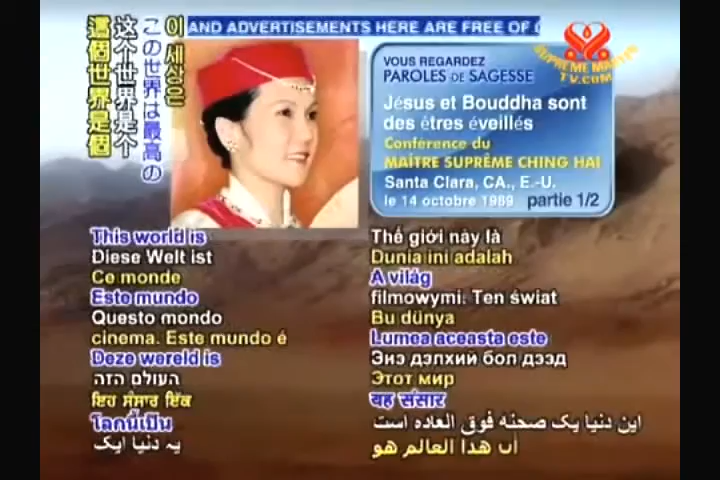 這個世界是個
这个世界是个
この世界は最高の
이 세상은
AND ADVERTISEMENTS HERE ARE FREE OF
SUPREME MASTER
TV.COM
VOUS REGARDEZ
PAROLES DE SAGESSE
Jésus et Bouddha sont
des êtres éveillés
Conférence du
MAÎTRE SUPRÊME CHING HAI
Santa Clara, CA., E.-U.
le 14 octobre 1989 partie 1/2
This world is
Diese Welt ist
Ce monde
Este mundo
Questo mondo
cinema. Este mundo é
Deze wereld is
העולם הזה
ਇਹ ਸੰਸਾਰ ਇੱਕ
โลกนี้เป็น
یہ دنیا ایک
Thế giới này là
Dunia ini adalah
A világ
filmowymi. Ten świat
Bu dünya
Lumea aceasta este
Энэ дэлхий бол дээд
Этот мир
यह संसार
این دنیا یک صحنه فوق العاده است
أن هذا العالم هو